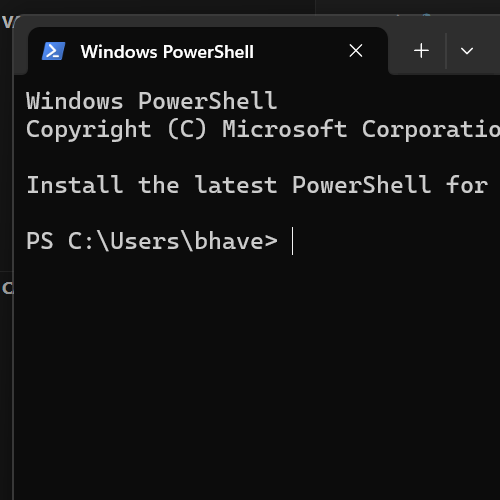 Windows PowerShell
Windows PowerShell
Copyright (C) Microsoft Corporatio
Install the latest PowerShell for
PS C:\Users\bhave>